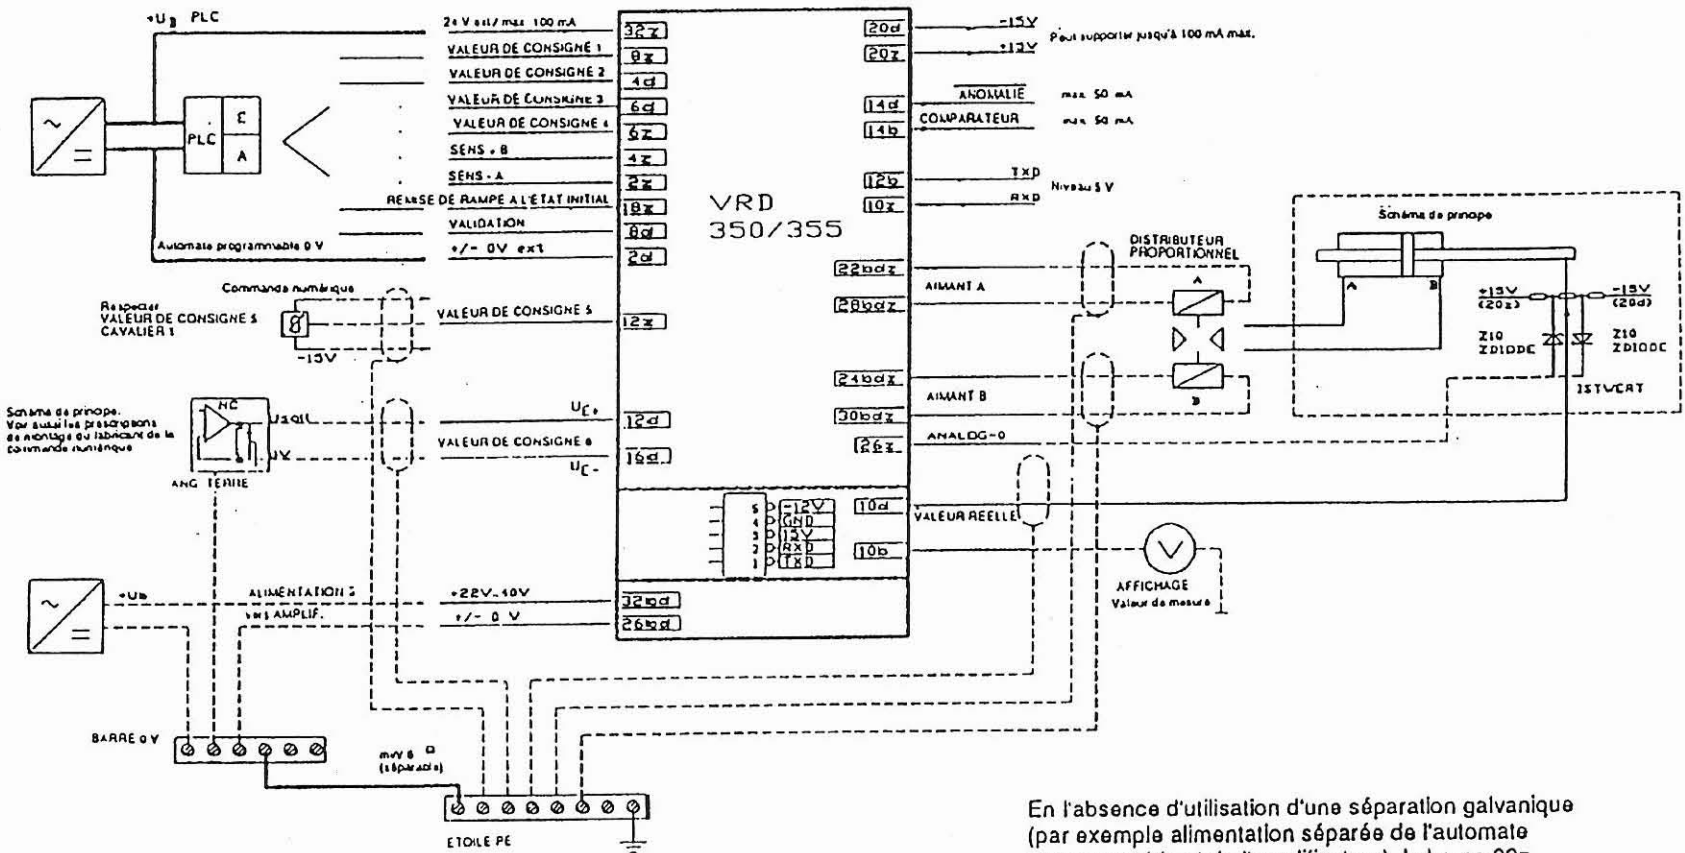 +UB PLC
24 V ext/max 100 mA
32z
VALEUR DE CONSIGNE 1
8z
VALEUR DE CONSIGNE 2
4d
VALEUR DE CONSIGNE 3
6d
VALEUR DE CONSIGNE 4
6z
SENS + B
4z
SENS - A
2z
REMISE DE RAMPE A L'ÉTAT INITIAL
18z
VALIDATION
8d
+/- 0V ext
2d
PLC
E
A
Automate programmable 0 V
VRD
350/355
20d
-15V
20z
+15V
Peut supporter jusqu'à 100 mA max.
14d
ANOMALIE
max 50 mA
14b
COMPARATEUR
max 50 mA
12b
TXD
10z
RXD
Niveau 5 V
22bdz
AIMANT A
28bdz
24bdz
AIMANT B
30bdz
26z
ANALOG-0
DISTRIBUTEUR
PROPORTIONNEL
A
B
Schéma de principe
A
B
+15V
(20z)
-15V
(20d)
Z10
ZDIODE
Z10
ZDIODE
ISTWERT
Commande numérique
Respecter
VALEUR DE CONSIGNE 5
CAVALIER 1
-15V
VALEUR DE CONSIGNE 5
12z
Schéma de principe.
Voir aussi les prescriptions
de montage du fabricant de la
commande numérique
NC
ANG TERRE
UE+
12d
VALEUR DE CONSIGNE 6
16d
UE-
5 -12V
4 GND
3 15V
2 RXD
1 TXD
10d
VALEUR REELLE
10b
AFFICHAGE
Valeur de mesure
+UB
ALIMENTATION
vers AMPLIF.
+22V-40V
32bd
+/- 0 V
26bd
BARRE 0 V
(séparable)
ETOILE PE
En l'absence d'utilisation d'une séparation galvanique
(par exemple alimentation séparée de l'automate